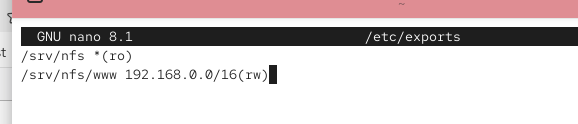 ~
GNU nano 8.1 /etc/exports
/srv/nfs *(ro)
/srv/nfs/www 192.168.0.0/16(rw)